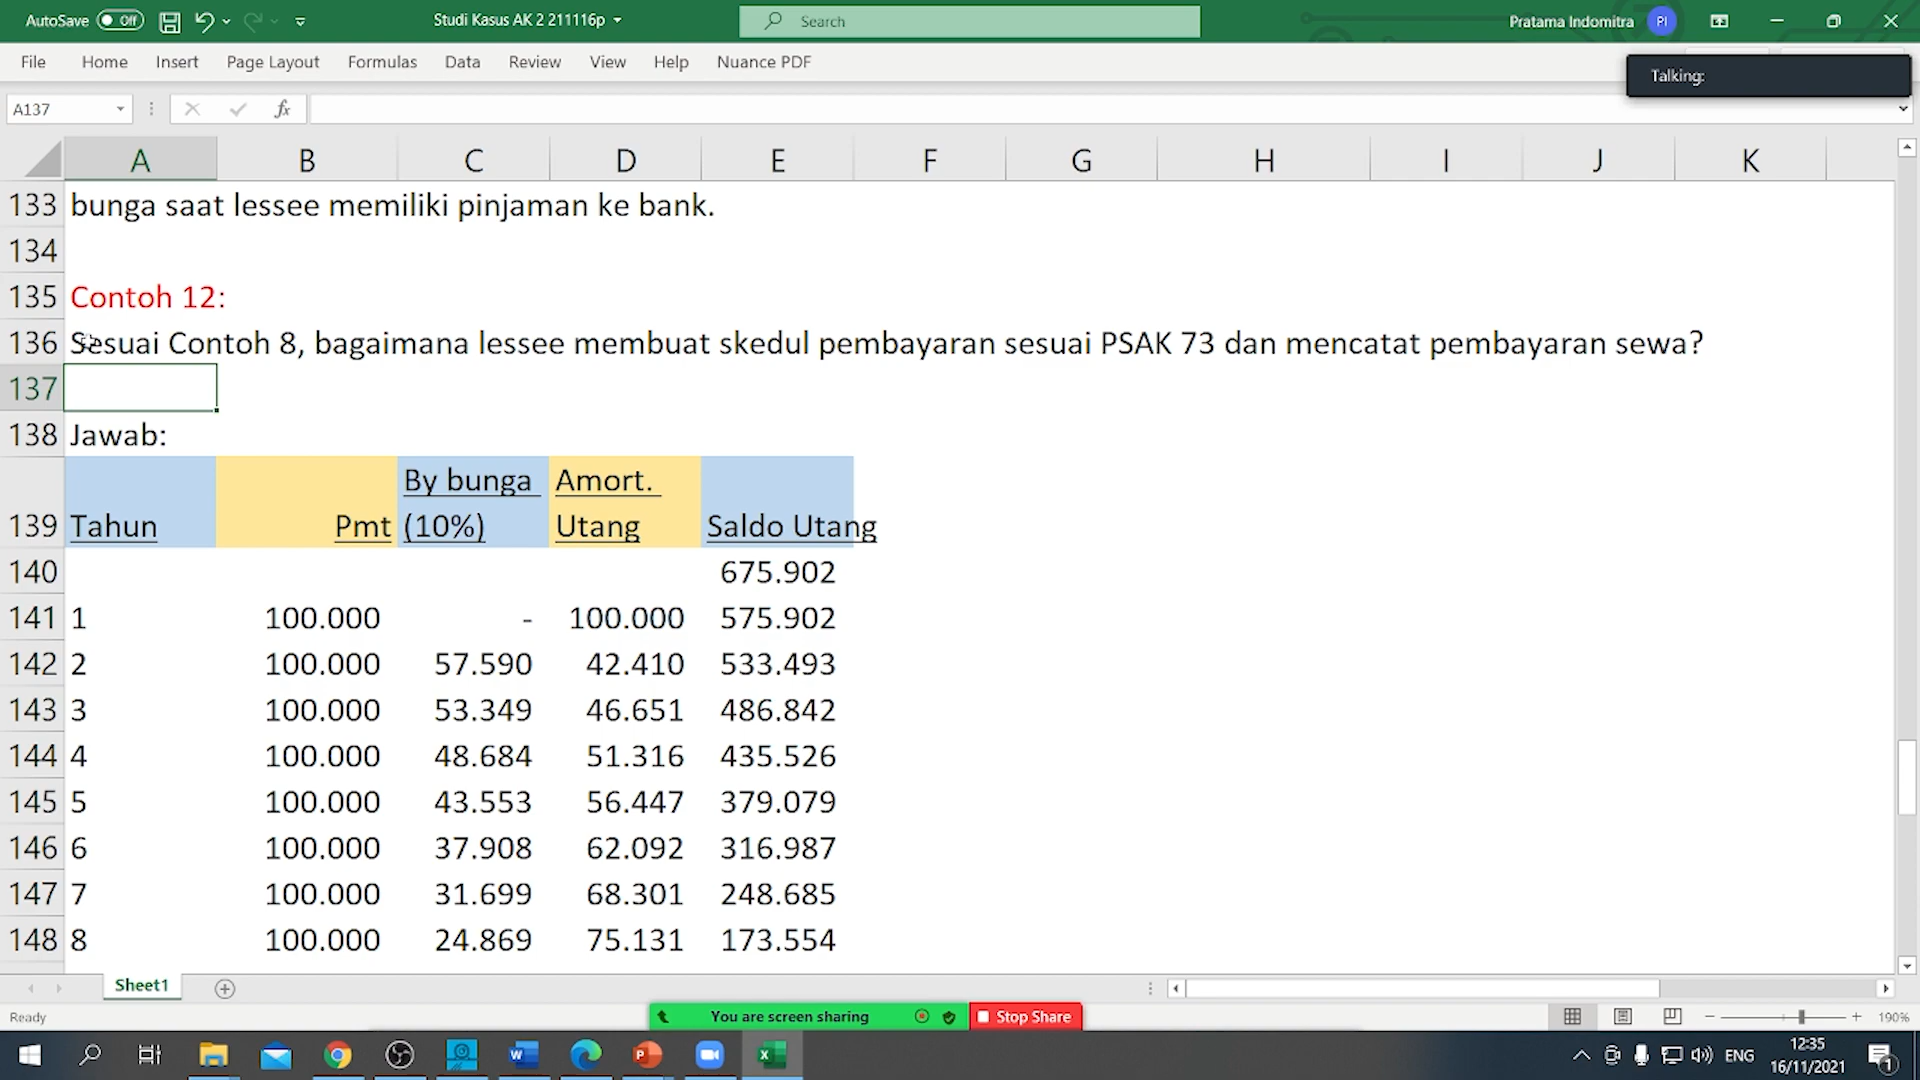 AutoSave Off
Studi Kasus AK 2 211116p
Search
Pratama Indomitra PI
File Home Insert Page Layout Formulas Data Review View Help Nuance PDF
Talking:
A137 fx
A B C D E F G H I J K
133 bunga saat lessee memiliki pinjaman ke bank.
134
135 Contoh 12:
136 Sesuai Contoh 8, bagaimana lessee membuat skedul pembayaran sesuai PSAK 73 dan mencatat pembayaran sewa?
137
138 Jawab:
By bunga Amort.
139 Tahun Pmt (10%) Utang Saldo Utang
140 675.902
141 1 100.000 - 100.000 575.902
142 2 100.000 57.590 42.410 533.493
143 3 100.000 53.349 46.651 486.842
144 4 100.000 48.684 51.316 435.526
145 5 100.000 43.553 56.447 379.079
146 6 100.000 37.908 62.092 316.987
147 7 100.000 31.699 68.301 248.685
148 8 100.000 24.869 75.131 173.554
Sheet1
Ready
You are screen sharing
Stop Share
190%
ENG
12:35
16/11/2021
1